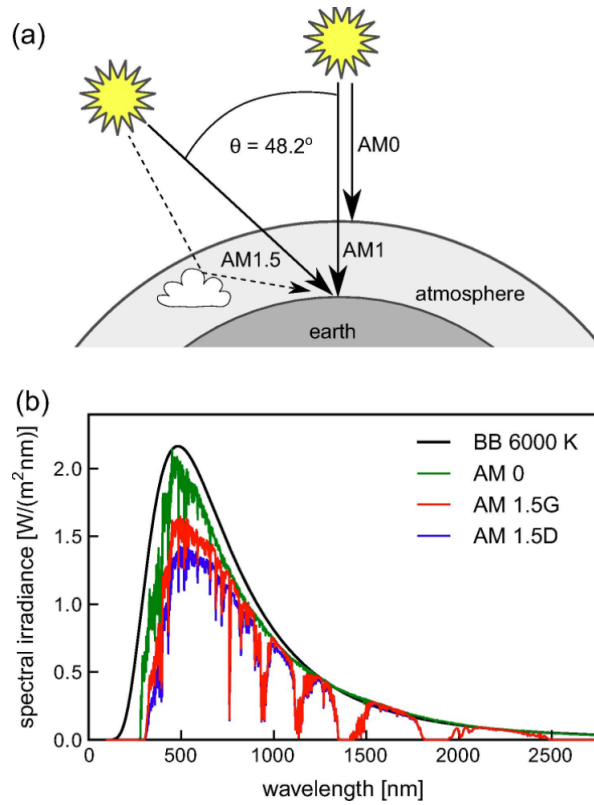 (a)
θ = 48.2°
AM0
AM1.5
AM1
atmosphere
earth
(b)
spectral irradiance [W/(m²nm)]
2.0
1.5
1.0
0.5
0.0
BB 6000 K
AM 0
AM 1.5G
AM 1.5D
0
500
1000
1500
2000
2500
wavelength [nm]